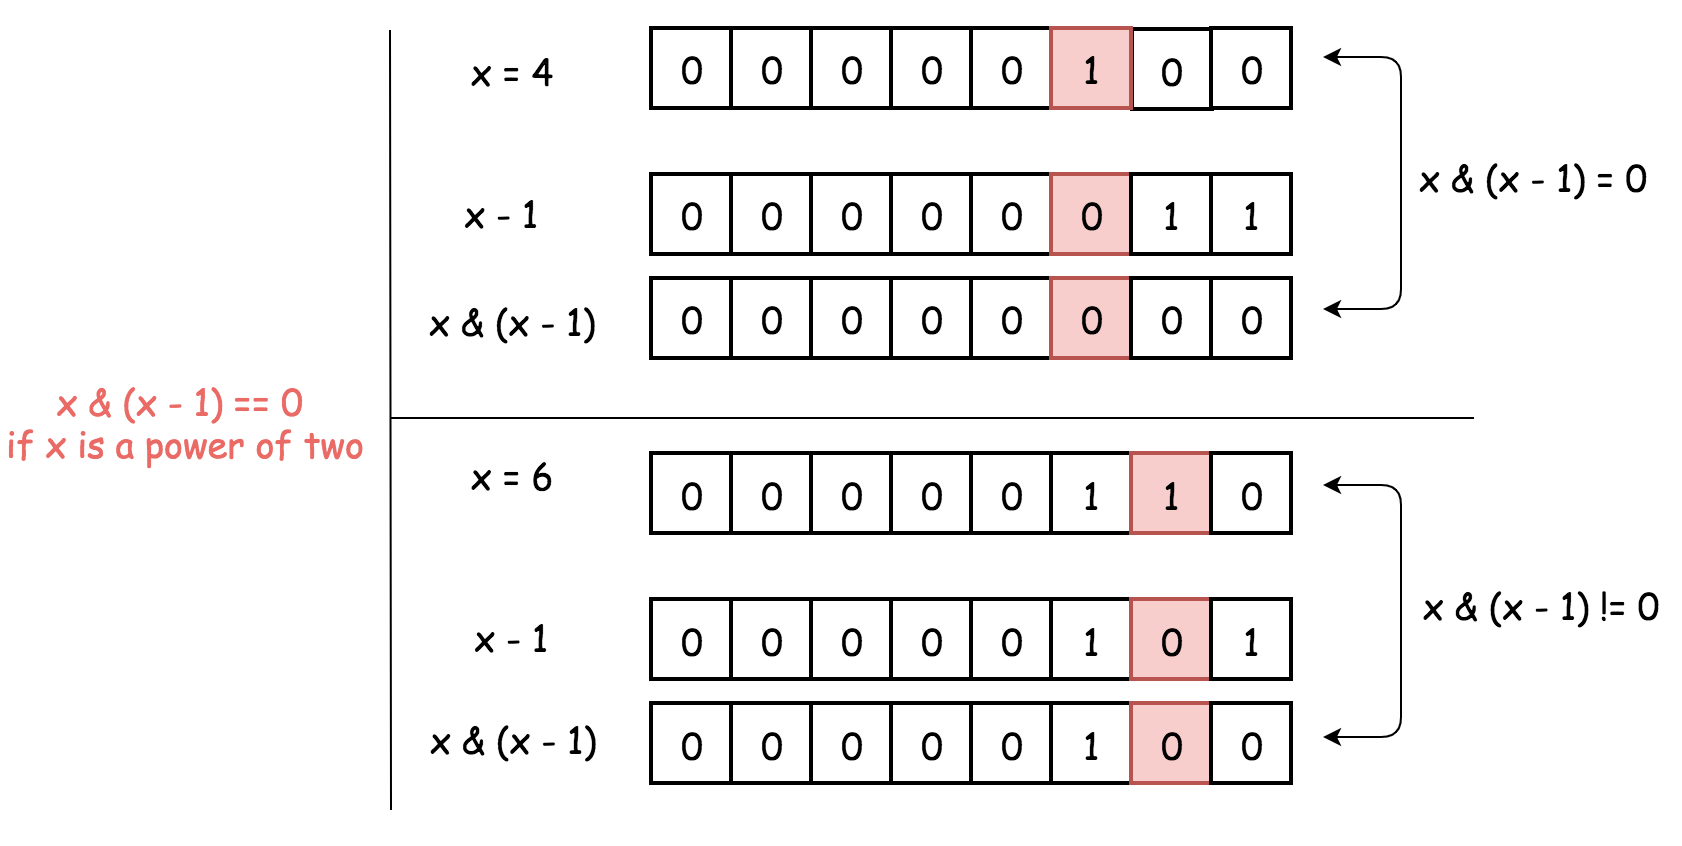 x = 4 0 0 0 0 0 1 0 0
x & (x - 1) = 0
x - 1 0 0 0 0 0 0 1 1
x & (x - 1) 0 0 0 0 0 0 0 0
x & (x - 1) == 0
if x is a power of two
x = 6 0 0 0 0 0 1 1 0
x & (x - 1) != 0
x - 1 0 0 0 0 0 1 0 1
x & (x - 1) 0 0 0 0 0 1 0 0